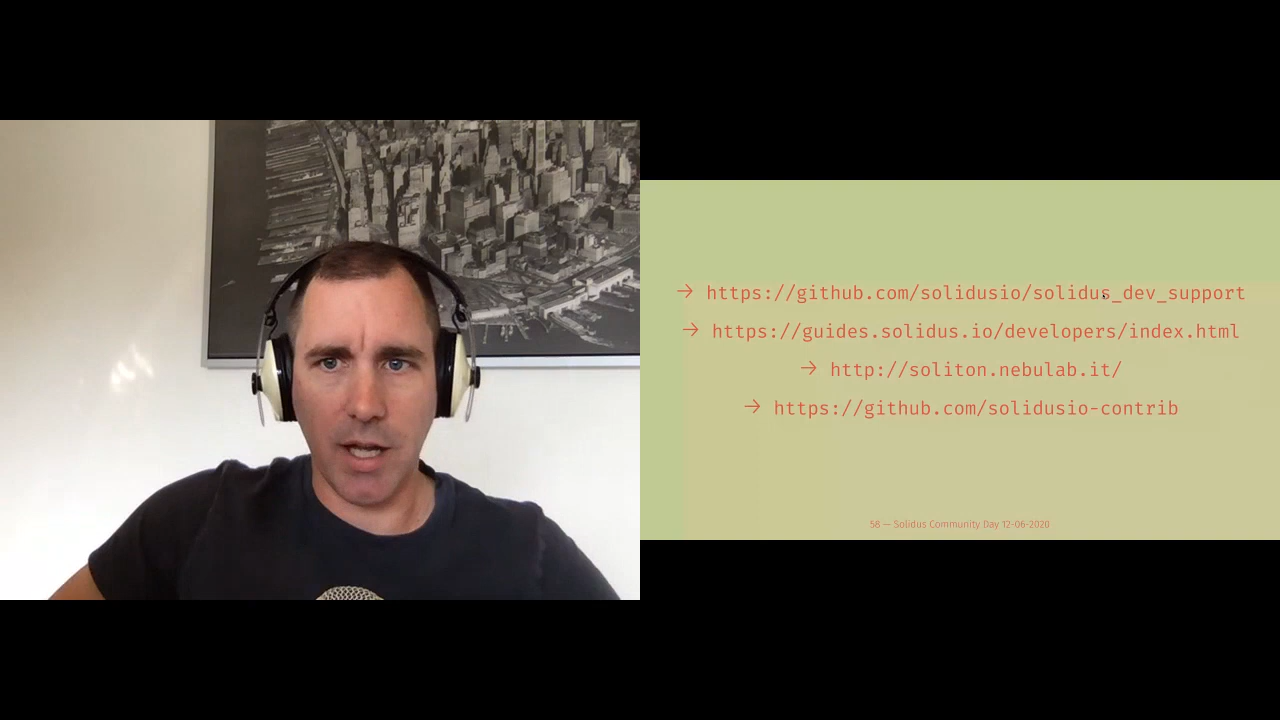 → https://github.com/solidusio/solidus_dev_support
→ https://guides.solidus.io/developers/index.html
→ http://soliton.nebulab.it/
→ https://github.com/solidusio-contrib
58 — Solidus Community Day 12-06-2020